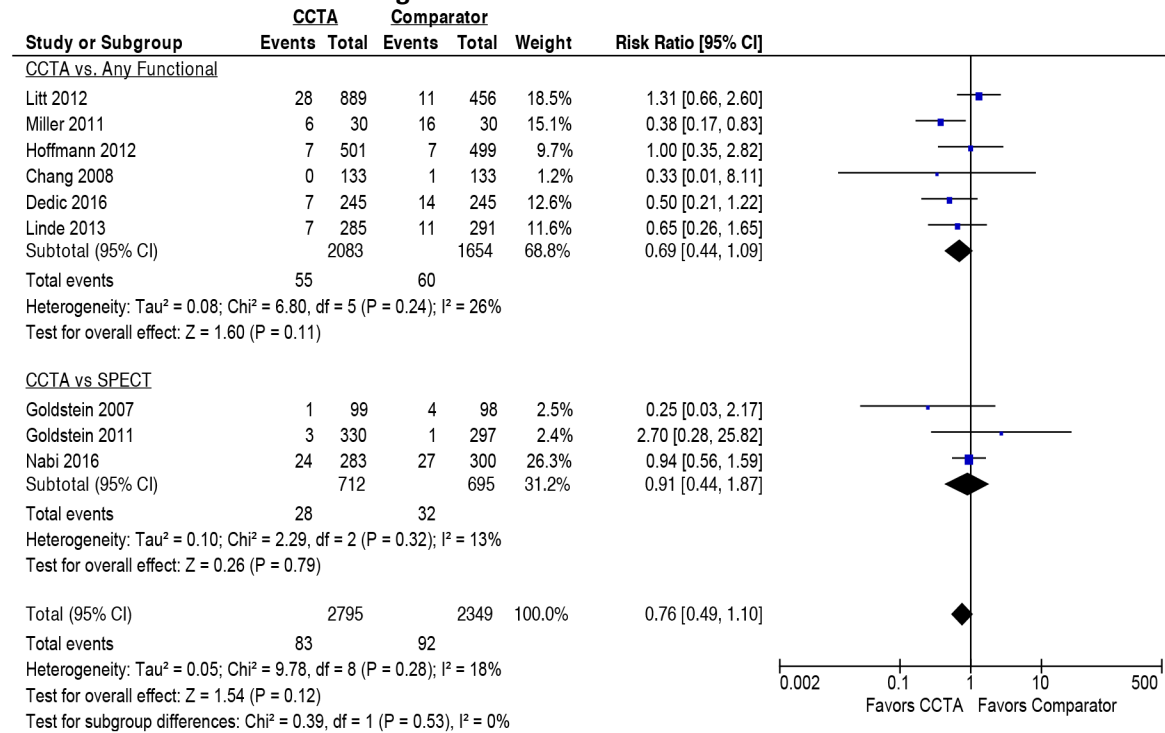 CCTA Comparator
Study or Subgroup Events Total Events Total Weight Risk Ratio [95% CI]
CCTA vs. Any Functional
Litt 2012 28 889 11 456 18.5% 1.31 [0.66, 2.60]
Miller 2011 6 30 16 30 15.1% 0.38 [0.17, 0.83]
Hoffmann 2012 7 501 7 499 9.7% 1.00 [0.35, 2.82]
Chang 2008 0 133 1 133 1.2% 0.33 [0.01, 8.11]
Dedic 2016 7 245 14 245 12.6% 0.50 [0.21, 1.22]
Linde 2013 7 285 11 291 11.6% 0.65 [0.26, 1.65]
Subtotal (95% CI) 2083 1654 68.8% 0.69 [0.44, 1.09]
Total events 55 60
Heterogeneity: Tau² = 0.08; Chi² = 6.80, df = 5 (P = 0.24); I² = 26%
Test for overall effect: Z = 1.60 (P = 0.11)
CCTA vs SPECT
Goldstein 2007 1 99 4 98 2.5% 0.25 [0.03, 2.17]
Goldstein 2011 3 330 1 297 2.4% 2.70 [0.28, 25.82]
Nabi 2016 24 283 27 300 26.3% 0.94 [0.56, 1.59]
Subtotal (95% CI) 712 695 31.2% 0.91 [0.44, 1.87]
Total events 28 32
Heterogeneity: Tau² = 0.10; Chi² = 2.29, df = 2 (P = 0.32); I² = 13%
Test for overall effect: Z = 0.26 (P = 0.79)
Total (95% CI) 2795 2349 100.0% 0.76 [0.49, 1.10]
Total events 83 92
Heterogeneity: Tau² = 0.05; Chi² = 9.78, df = 8 (P = 0.28); I² = 18%
Test for overall effect: Z = 1.54 (P = 0.12)
Test for subgroup differences: Chi² = 0.39, df = 1 (P = 0.53), I² = 0%
0.002 0.1 1 10 500
Favors CCTA Favors Comparator